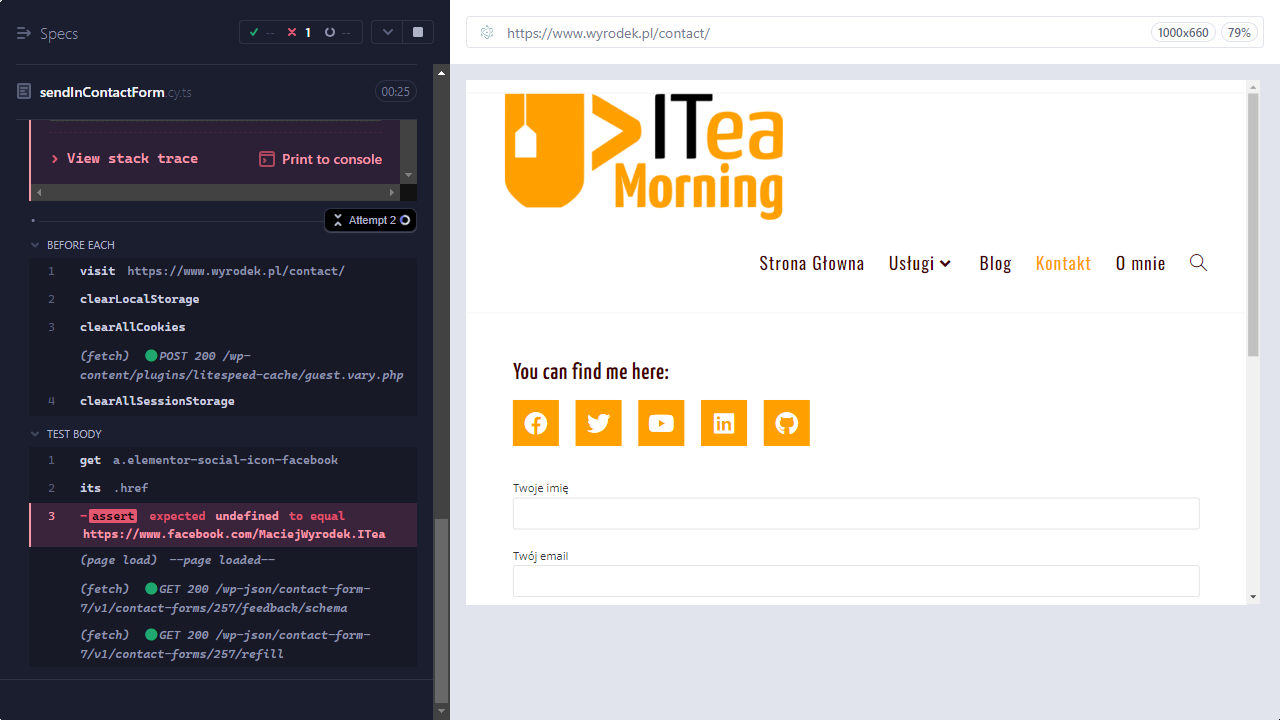 Specs
-- 1 --
https://www.wyrodek.pl/contact/
1000x660 79%
sendInContactForm.cy.ts
00:25
View stack trace
Print to console
Attempt 2
BEFORE EACH
1 visit https://www.wyrodek.pl/contact/
2 clearLocalStorage
3 clearAllCookies
(fetch) POST 200 /wp-
content/plugins/litespeed-cache/guest.vary.php
4 clearAllSessionStorage
TEST BODY
1 get a.elementor-social-icon-facebook
2 its .href
3 -assert expected undefined to equal
https://www.facebook.com/MaciejWyrodek.ITea
(page load) --page loaded--
(fetch) GET 200 /wp-json/contact-form-
7/v1/contact-forms/257/feedback/schema
(fetch) GET 200 /wp-json/contact-form-
7/v1/contact-forms/257/refill
ITea
Morning
Strona Głowna Usługi Blog Kontakt O mnie
You can find me here:
Twoje imię
Twój email